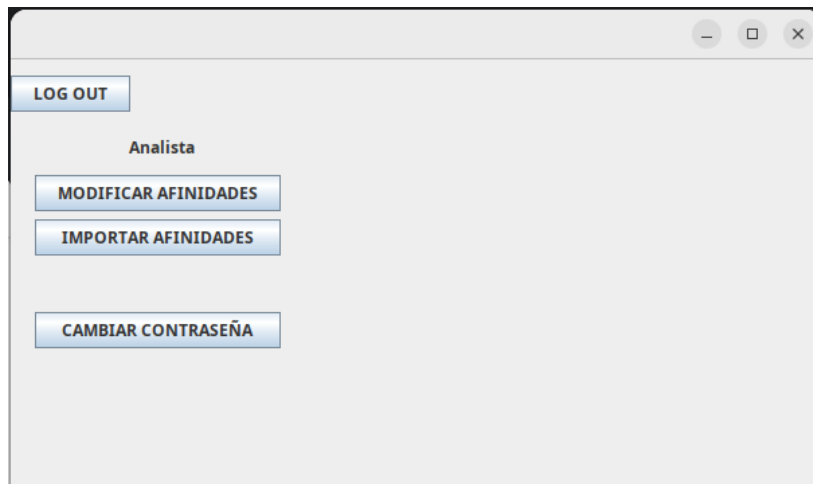 LOG OUT
Analista
MODIFICAR AFINIDADES
IMPORTAR AFINIDADES
CAMBIAR CONTRASEÑA